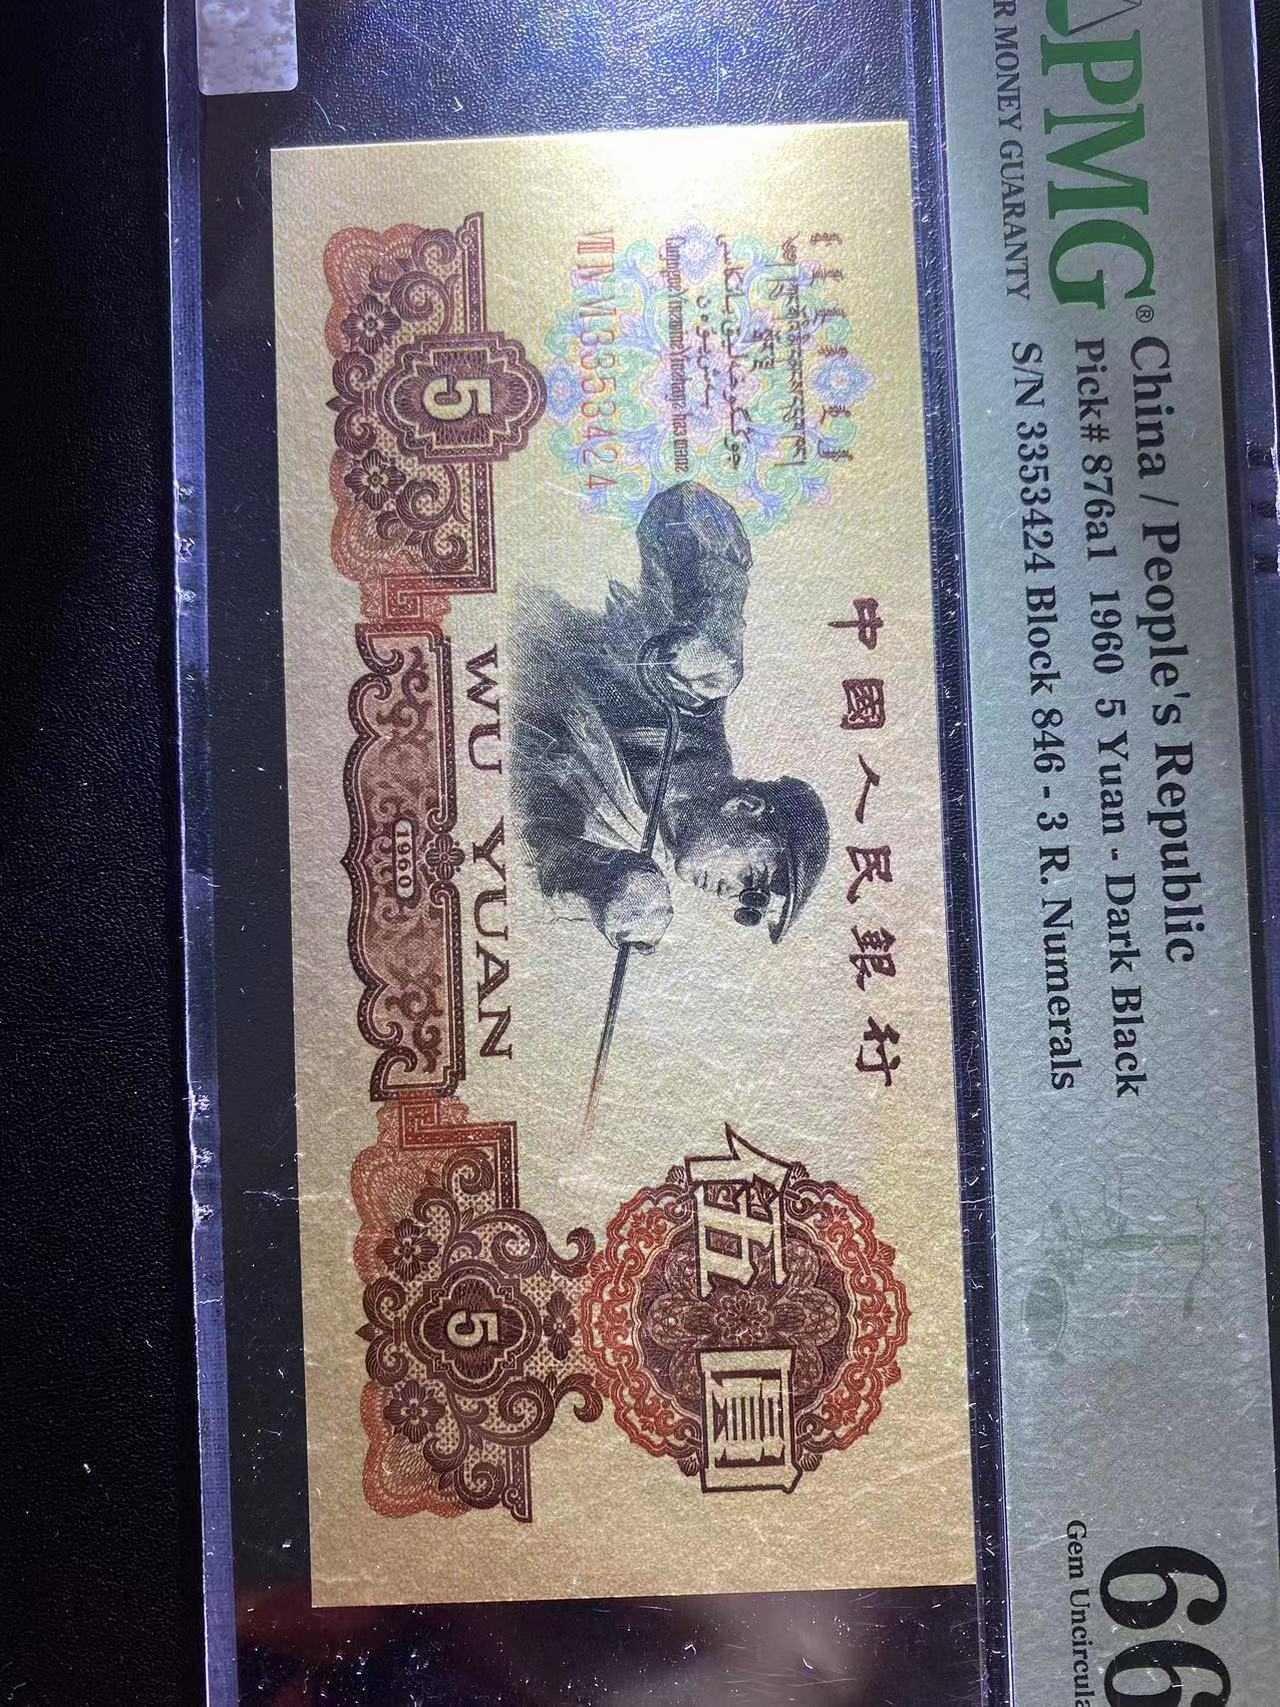 PMG®
R MONEY GUARANTY
China / People's Republic
Pick# 876a1 1960 5 Yuan - Dark Black
S/N 3353424 Block 846 - 3 R. Numerals
66
Gem Uncircula
中國人民銀行
VIII IV VI 3353424
伍圓
WU YUAN
5
1960
5